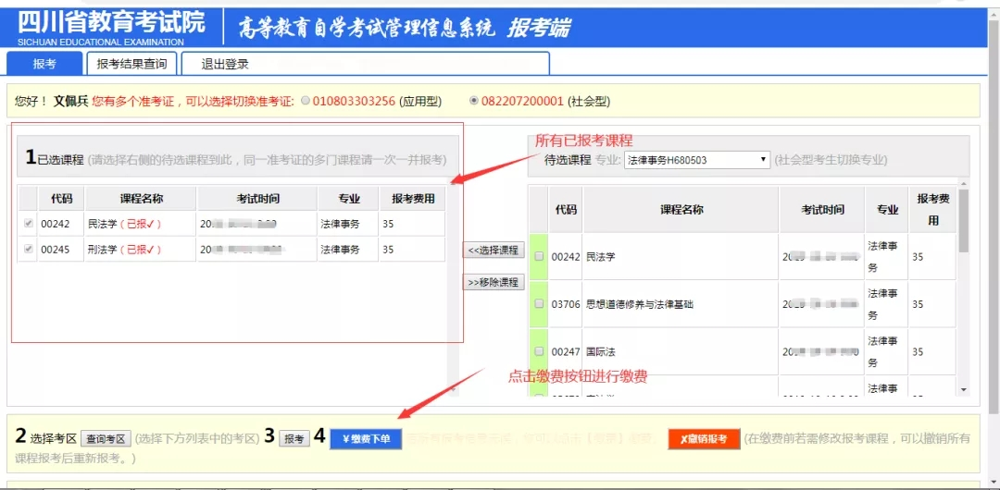 四川省教育考试院
SICHUAN EDUCATIONAL EXAMINATION
高等教育自学考试管理信息系统 报考端
报考 报考结果查询 退出登录
您好！ 文佩兵 您有多个准考证，可以选择切换准考证: 010803303256 (应用型) 082207200001 (社会型)
所有已报考课程
1已选课程 (请选择右侧的待选课程到此，同一准考证的多门课程请一次一并报考)
代码 课程名称 考试时间 专业 报考费用
00242 民法学 (已报✓) 法律事务 35
00245 刑法学 (已报✓) 法律事务 35
<<选择课程
>>移除课程
待选课程 专业: 法律事务H680503 (社会型考生切换专业)
代码 课程名称 考试时间 专业 报考费
用
00242 民法学 法律事
务 35
03706 思想道德修养与法律基础 法律事
务 35
00247 国际法 法律事
务 35
法律事
点击缴费按钮进行缴费
2 选择考区 查询考区 (选择下方列表中的考区) 3 报考 4 ¥缴费下单 ✗撤销报考 (在缴费前若需修改报考课程，可以撤销所有
课程报考后重新报考。)